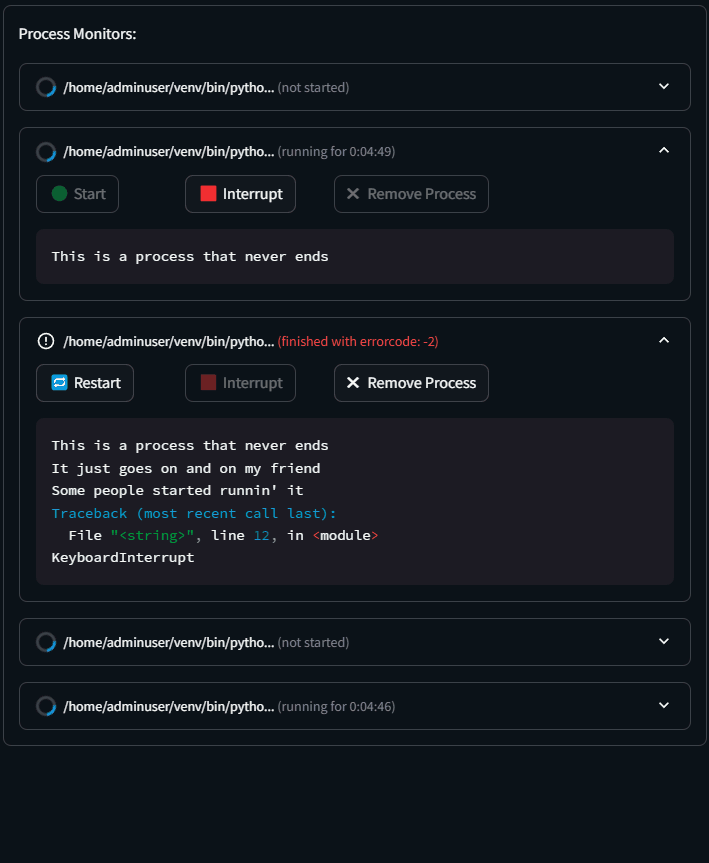 Process Monitors:
/home/adminuser/venv/bin/pytho... (not started)
/home/adminuser/venv/bin/pytho... (running for 0:04:49)
Start Interrupt Remove Process
This is a process that never ends
/home/adminuser/venv/bin/pytho... (finished with errorcode: -2)
Restart Interrupt Remove Process
This is a process that never ends
It just goes on and on my friend
Some people started runnin' it
Traceback (most recent call last):
  File "<string>", line 12, in <module>
KeyboardInterrupt
/home/adminuser/venv/bin/pytho... (not started)
/home/adminuser/venv/bin/pytho... (running for 0:04:46)